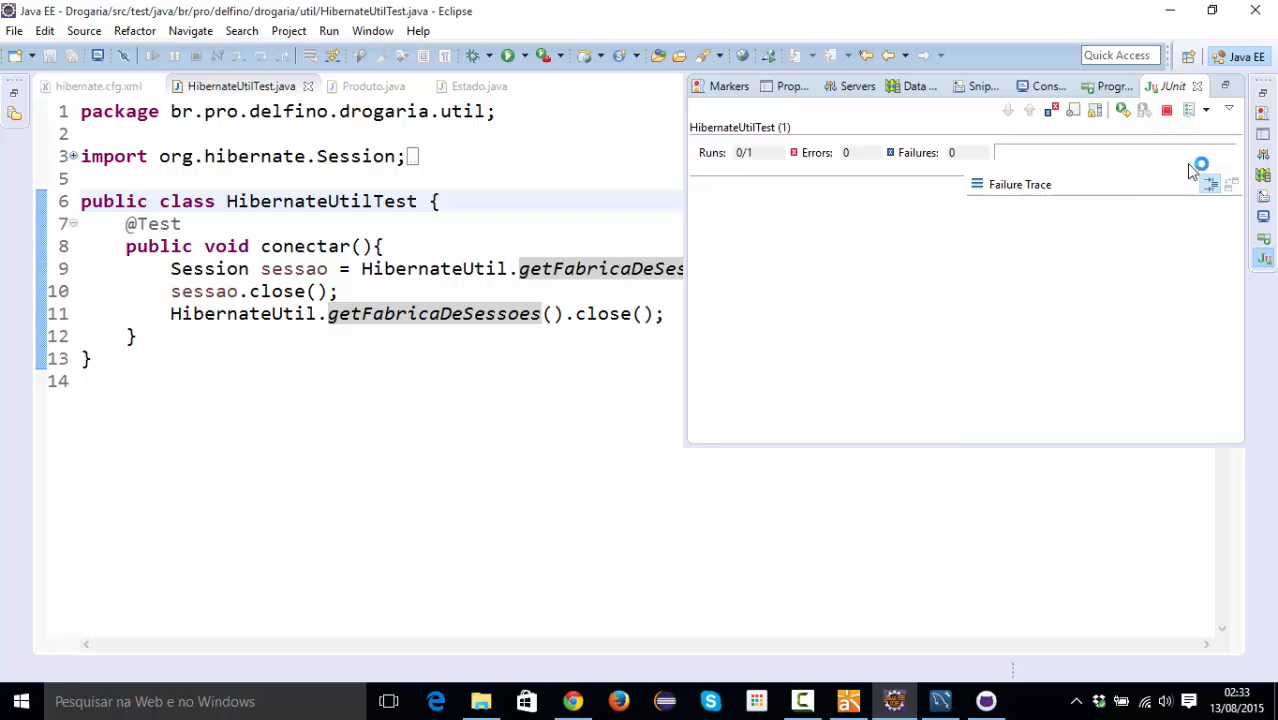 Java EE - Drogaria/src/test/java/br/pro/delfino/drogaria/util/HibernateUtilTest.java - Eclipse
File Edit Source Refactor Navigate Search Project Run Window Help
Quick Access Java EE
hibernate.cfg.xml HibernateUtilTest.java Produto.java Estado.java
Markers Prop... Servers Data ... Snip... Cons... Progr... JUnit
1 package br.pro.delfino.drogaria.util;
2
3 import org.hibernate.Session;
5
6 public class HibernateUtilTest {
7 @Test
8 public void conectar(){
9 Session sessao = HibernateUtil.getFabricaDeSes
10 sessao.close();
11 HibernateUtil.getFabricaDeSessoes().close();
12 }
13 }
14
HibernateUtilTest (1)
Runs: 0/1 Errors: 0 Failures: 0
Failure Trace
Ju
Pesquisar na Web e no Windows
02:33
13/08/2015